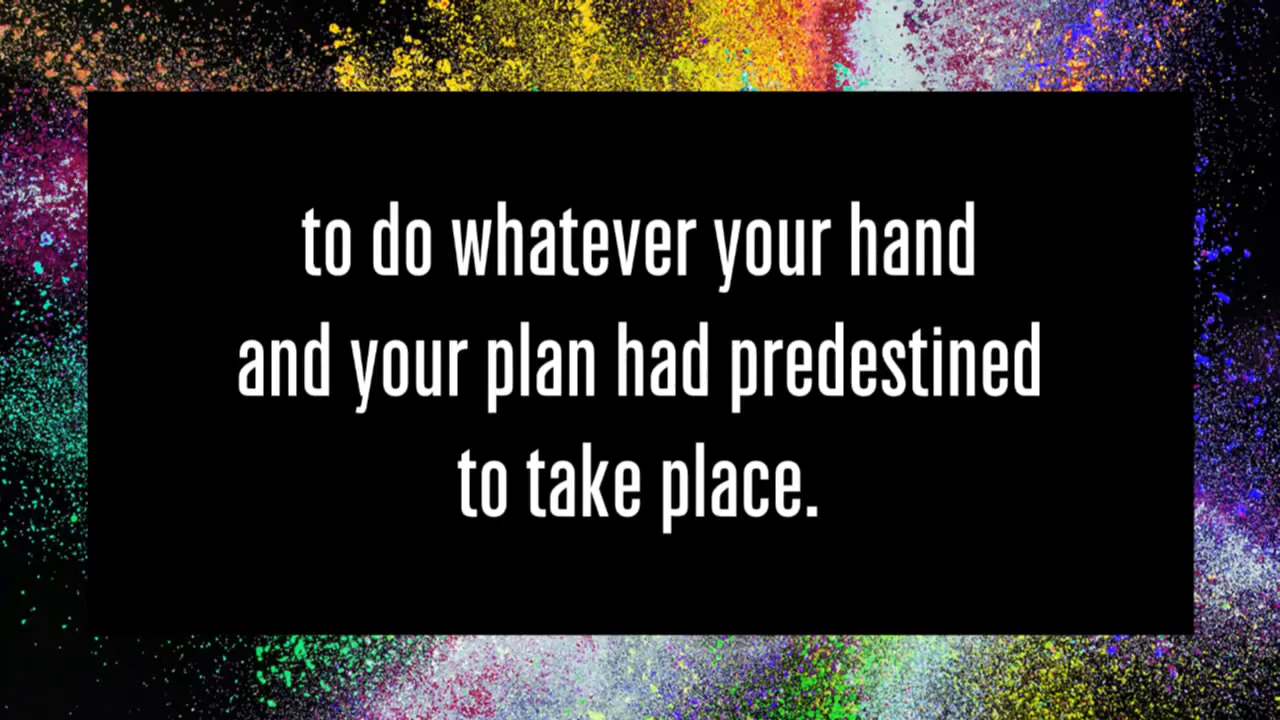 to do whatever your hand
and your plan had predestined
to take place.